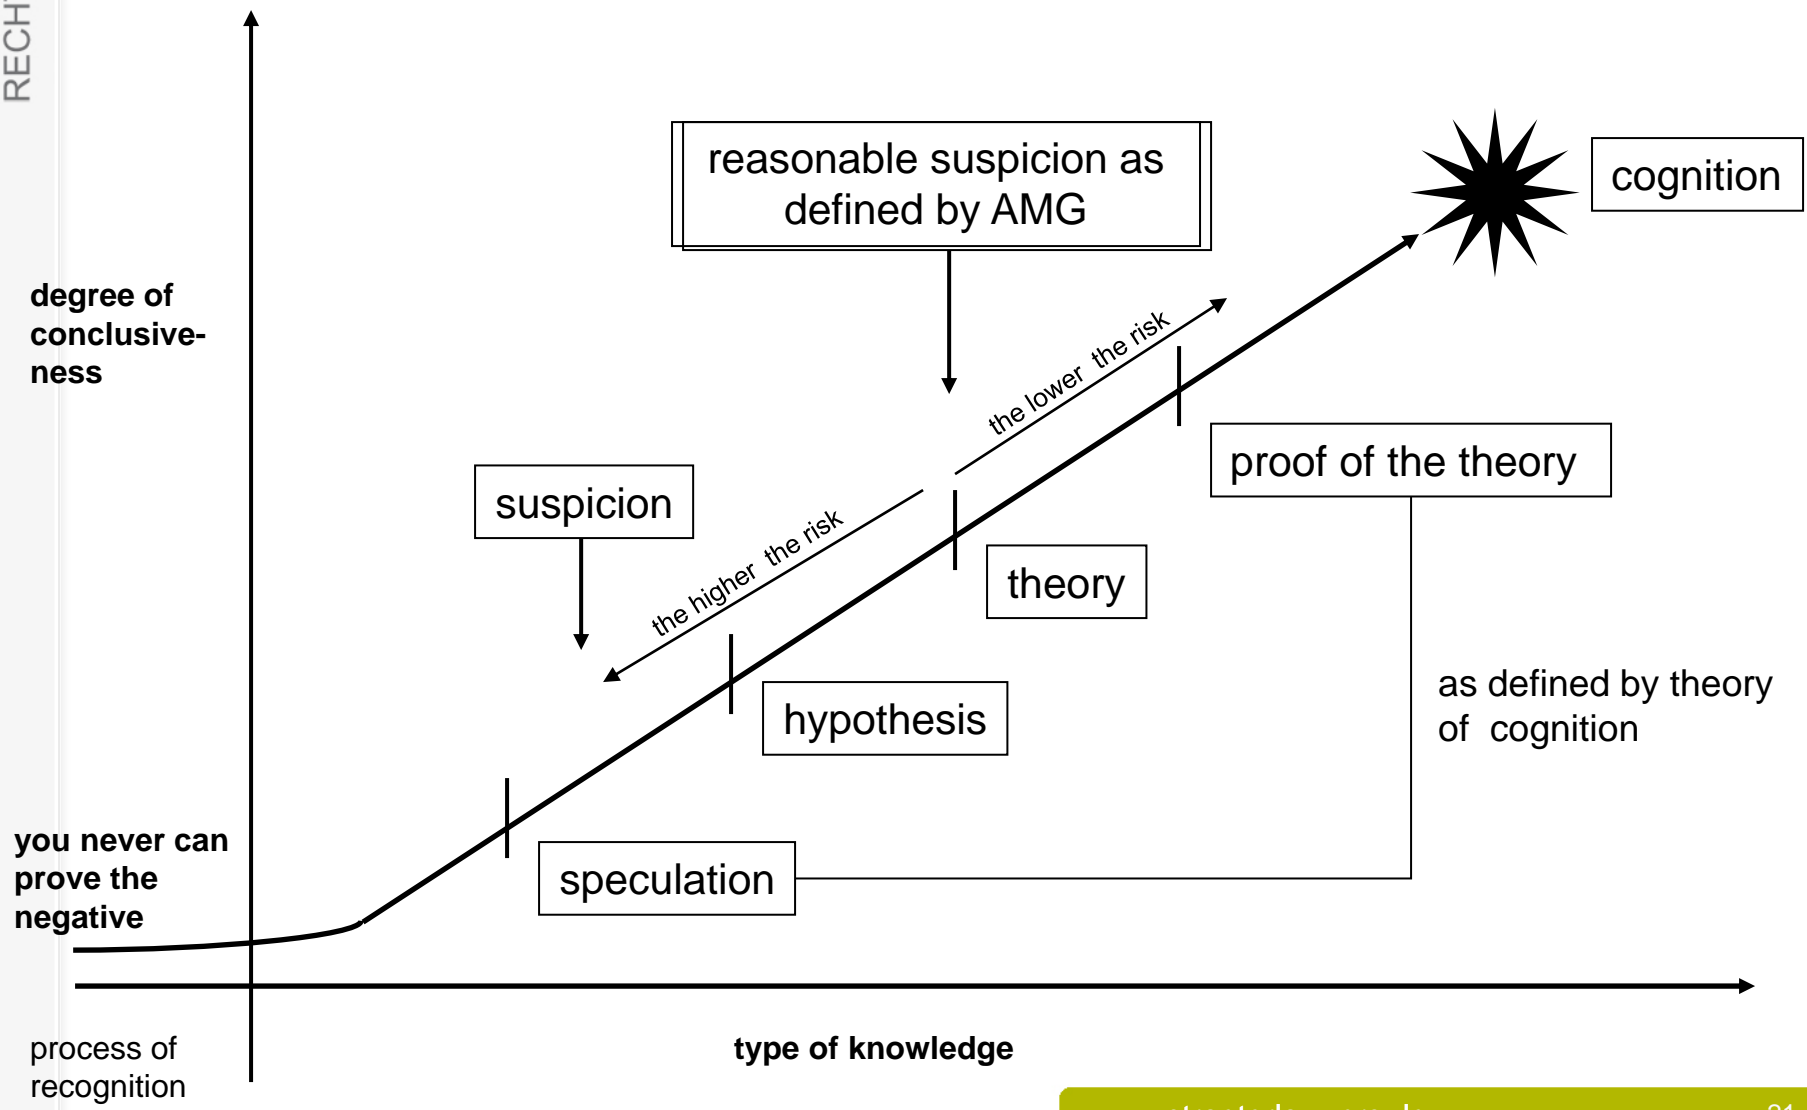 reasonable suspicion as
defined by AMG
cognition
degree of
conclusive-
ness
the lower the risk
proof of the theory
suspicion
the higher the risk
theory
hypothesis
as defined by theory
of cognition
you never can
prove the
negative
speculation
process of
recognition
type of knowledge